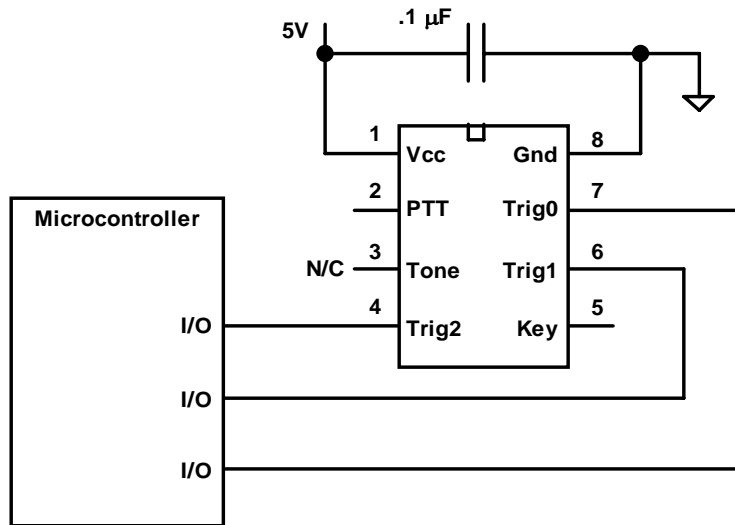 .1 µF
5V
1
Vcc
Gnd
8
2
PTT
Trig0
7
Microcontroller
N/C
3
Tone
Trig1
6
I/O
4
Trig2
Key
5
I/O
I/O